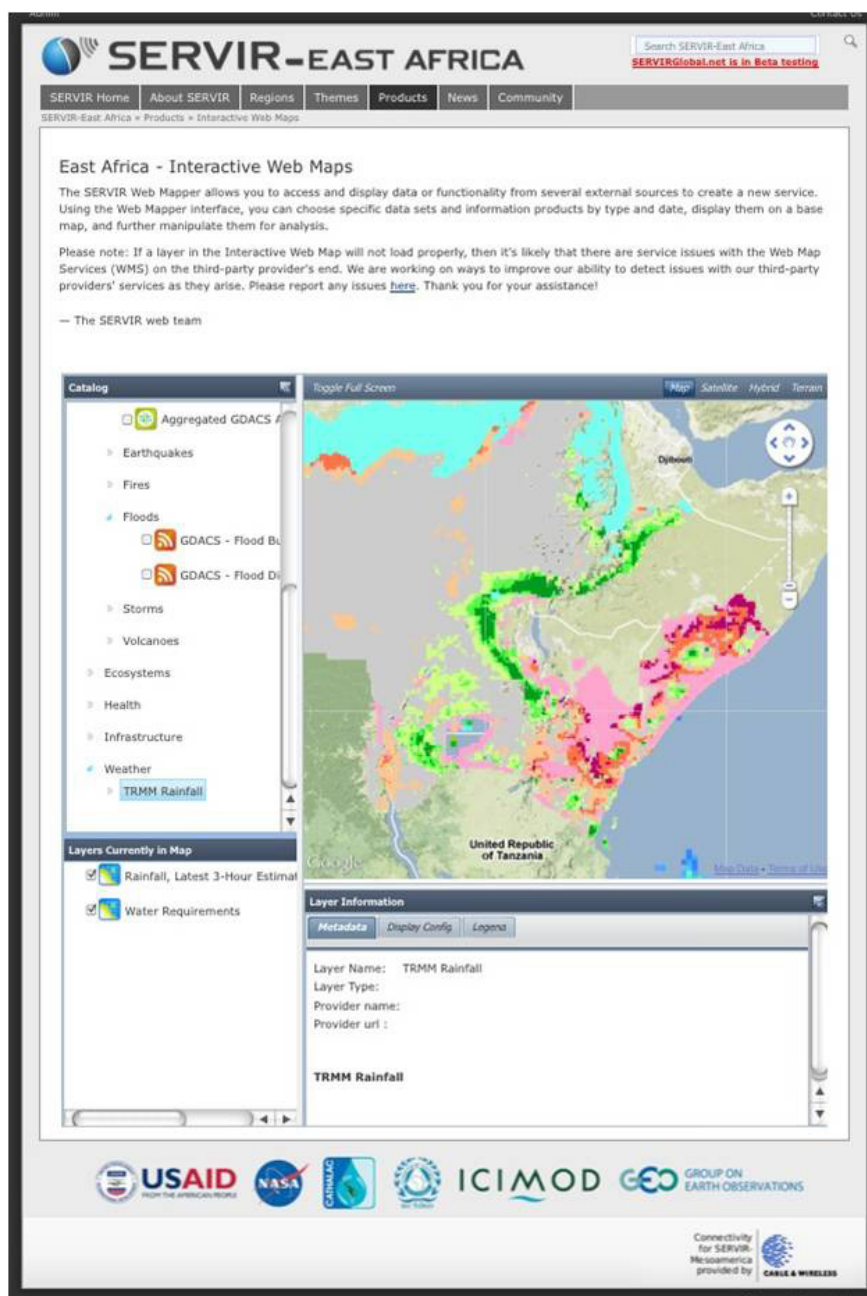 Admin
Contact Us
SERVIR-EAST AFRICA
Search SERVIR-East Africa
SERVIRGlobal.net is in Beta testing
SERVIR Home About SERVIR Regions Themes Products News Community
SERVIR-East Africa » Products » Interactive Web Maps
East Africa - Interactive Web Maps
The SERVIR Web Mapper allows you to access and display data or functionality from several external sources to create a new service.
Using the Web Mapper interface, you can choose specific data sets and information products by type and date, display them on a base
map, and further manipulate them for analysis.
Please note: If a layer in the Interactive Web Map will not load properly, then it's likely that there are service issues with the Web Map
Services (WMS) on the third-party provider's end. We are working on ways to improve our ability to detect issues with our third-party
providers' services as they arise. Please report any issues here. Thank you for your assistance!
— The SERVIR web team
Catalog
Aggregated GDACS A
Earthquakes
Fires
Floods
GDACS - Flood Bu
GDACS - Flood Di
Storms
Volcanoes
Ecosystems
Health
Infrastructure
Weather
TRMM Rainfall
Layers Currently in Map
Rainfall, Latest 3-Hour Estimat
Water Requirements
Toggle Full Screen
Map Satellite Hybrid Terrain
Djibouti
United Republic
of Tanzania
Google
Map Data - Terms of Use
Layer Information
Metadata Display Config Legend
Layer Name: TRMM Rainfall
Layer Type:
Provider name:
Provider url :
TRMM Rainfall
USAID
FROM THE AMERICAN PEOPLE
NASA
CATHALAC
ICIMOD
GEO GROUP ON
EARTH OBSERVATIONS
Connectivity
for SERVIR-
Mesoamerica
provided by
CABLE & WIRELESS